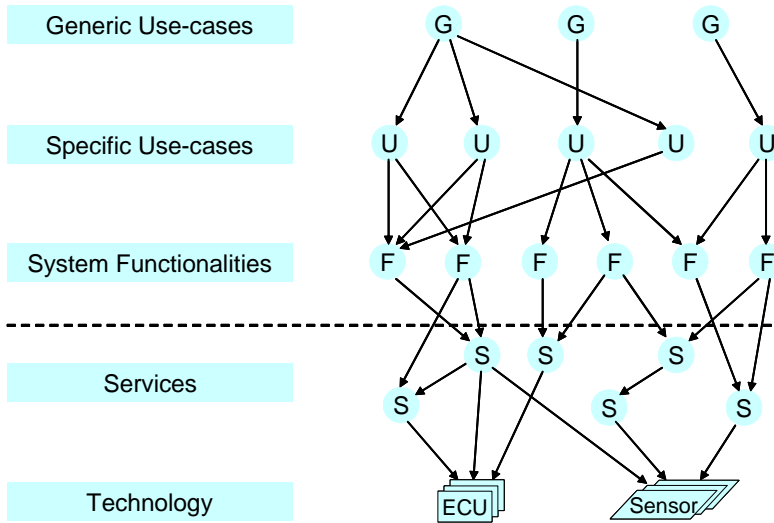 Generic Use-cases G G G
Specific Use-cases U U U U U
System Functionalities F F F F F F
S S S
Services
S S S
Technology ECU Sensor